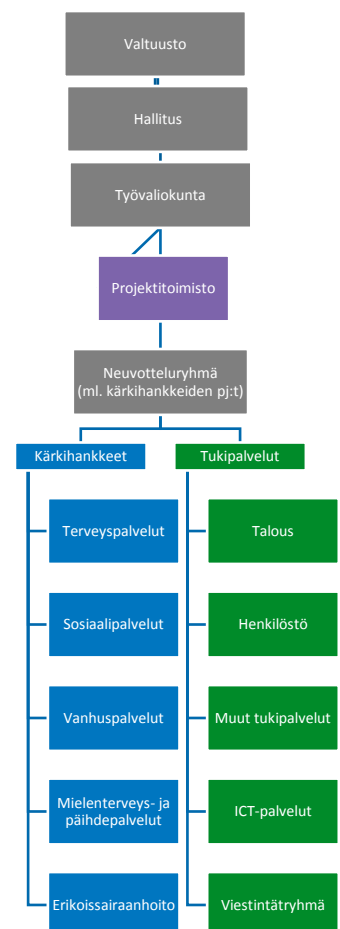 Valtuusto
Hallitus
Työvaliokunta
Projektitoimisto
Neuvotteluryhmä
(ml. kärkihankkeiden pj:t)
Kärkihankkeet
Tukipalvelut
Terveyspalvelut
Talous
Sosiaalipalvelut
Henkilöstö
Vanhuspalvelut
Muut tukipalvelut
Mielenterveys- ja
päihdepalvelut
ICT-palvelut
Erikoissairaanhoito
Viestintätryhmä